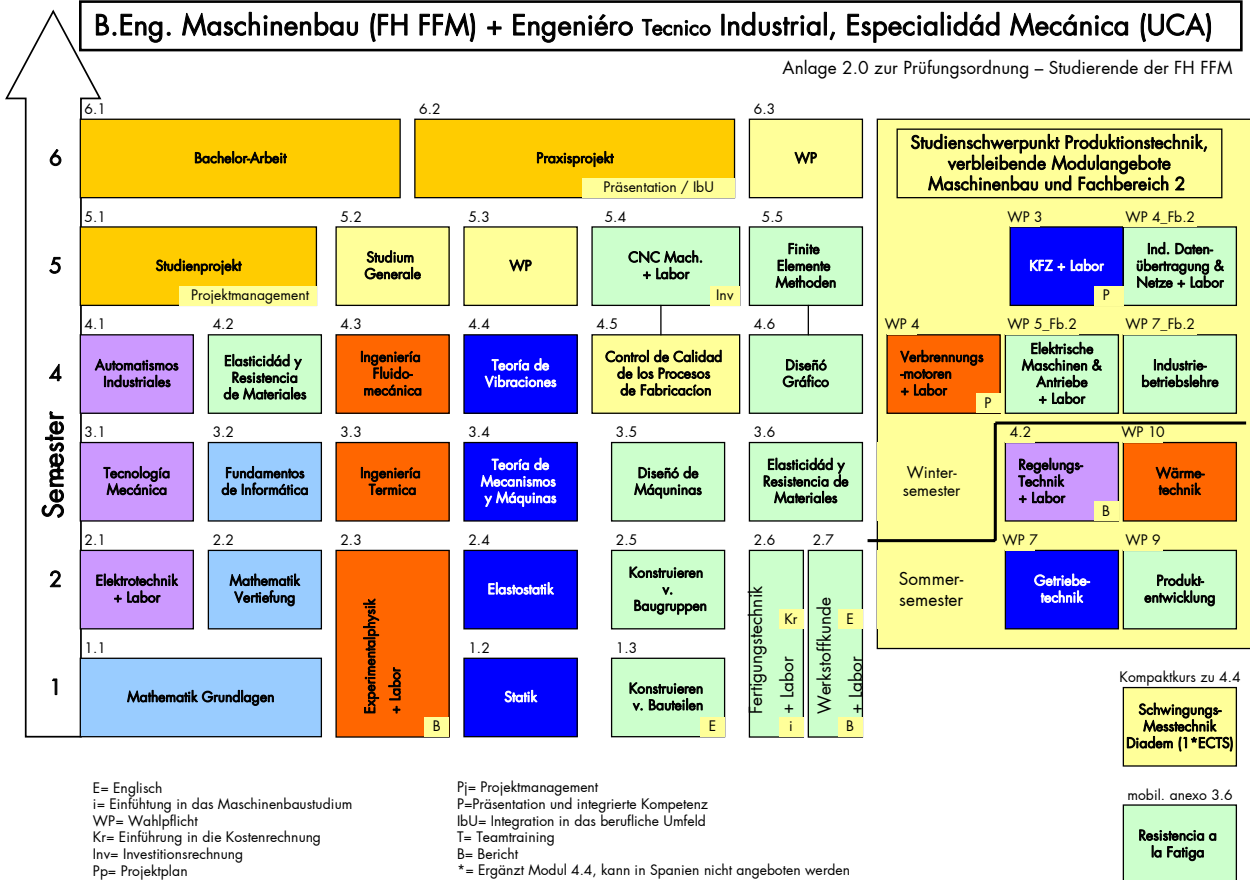 B.Eng. Maschinenbau (FH FFM) + Engeniéro Tecnico Industrial, Especialidád Mecánica (UCA)
Anlage 2.0 zur Prüfungsordnung – Studierende der FH FFM
Semester
6
6.1
Bachelor-Arbeit
6.2
Praxisprojekt
Präsentation / IbU
6.3
WP
5
5.1
Studienprojekt
Projektmanagement
5.2
Studium
Generale
5.3
WP
5.4
CNC Mach.
+ Labor
Inv
5.5
Finite
Elemente
Methoden
4
4.1
Automatismos
Industriales
4.2
Elasticidád y
Resistencia
de Materiales
4.3
Ingeniería
Fluido-
mecánica
4.4
Teoría de
Vibraciones
4.5
Control de Calidad
de los Procesos
de Fabricacíon
4.6
Diseñó
Gráfico
3.1
Tecnología
Mecánica
3.2
Fundamentos
de Informática
3.3
Ingeniería
Termica
3.4
Teoría de
Mecanismos
y Máquinas
3.5
Diseñó de
Máquninas
3.6
Elasticidád y
Resistencia de
Materiales
2
2.1
Elektrotechnik
+ Labor
2.2
Mathematik
Vertiefung
2.3
Experimentalphysik
+ Labor
B
2.4
Elastostatik
2.5
Konstruieren
v.
Baugruppen
2.6
Fertigungstechnik
+ Labor
Kr
i
2.7
Werkstoffkunde
+ Labor
E
B
1
1.1
Mathematik Grundlagen
1.2
Statik
1.3
Konstruieren
v. Bauteilen
E
Studienschwerpunkt Produktionstechnik,
verbleibende Modulangebote
Maschinenbau und Fachbereich 2
WP 3
KFZ + Labor
P
WP 4_Fb.2
Ind. Daten-
übertragung &
Netze + Labor
WP 4
Verbrennungs
-motoren
+ Labor
P
WP 5_Fb.2
Elektrische
Maschinen &
Antriebe
+ Labor
WP 7_Fb.2
Industrie-
betriebslehre
Winter-
semester
4.2
Regelungs-
Technik
+ Labor
B
WP 10
Wärme-
technik
Sommer-
semester
WP 7
Getriebe-
technik
WP 9
Produkt-
entwicklung
Kompaktkurs zu 4.4
Schwingungs-
Messtechnik
Diadem (1*ECTS)
mobil. anexo 3.6
Resistencia a
la Fatiga
E= Englisch
i= Einfühtung in das Maschinenbaustudium
WP= Wahlpflicht
Kr= Einführung in die Kostenrechnung
Inv= Investitionsrechnung
Pp= Projektplan
Pj= Projektmanagement
P=Präsentation und integrierte Kompetenz
IbU= Integration in das berufliche Umfeld
T= Teamtraining
B= Bericht
*= Ergänzt Modul 4.4, kann in Spanien nicht angeboten werden